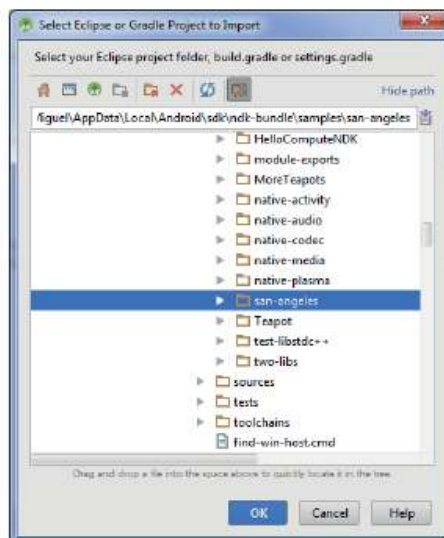 Select Eclipse or Gradle Project to Import
Select your Eclipse project folder, build.gradle or settings.gradle
Hide path
figuel\AppData\Local\Android\sdk\ndk-bundle\samples\san-angeles
HelloComputeNDK
module-exports
MoreTeapots
native-activity
native-audio
native-codec
native-media
native-plasma
san-angeles
Teapot
test-libstdc++
two-libs
sources
tests
toolchains
find-win-host.cmd
Drag and drop a file into the space above to quickly locate it in the tree
OK
Cancel
Help